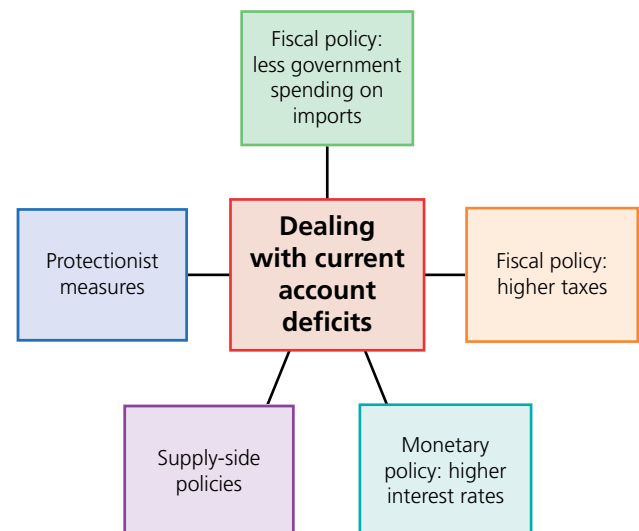 Fiscal policy:
less government
spending on
imports
Dealing
with current
account
deficits
Protectionist
measures
Fiscal policy:
higher taxes
Supply-side
policies
Monetary
policy: higher
interest rates